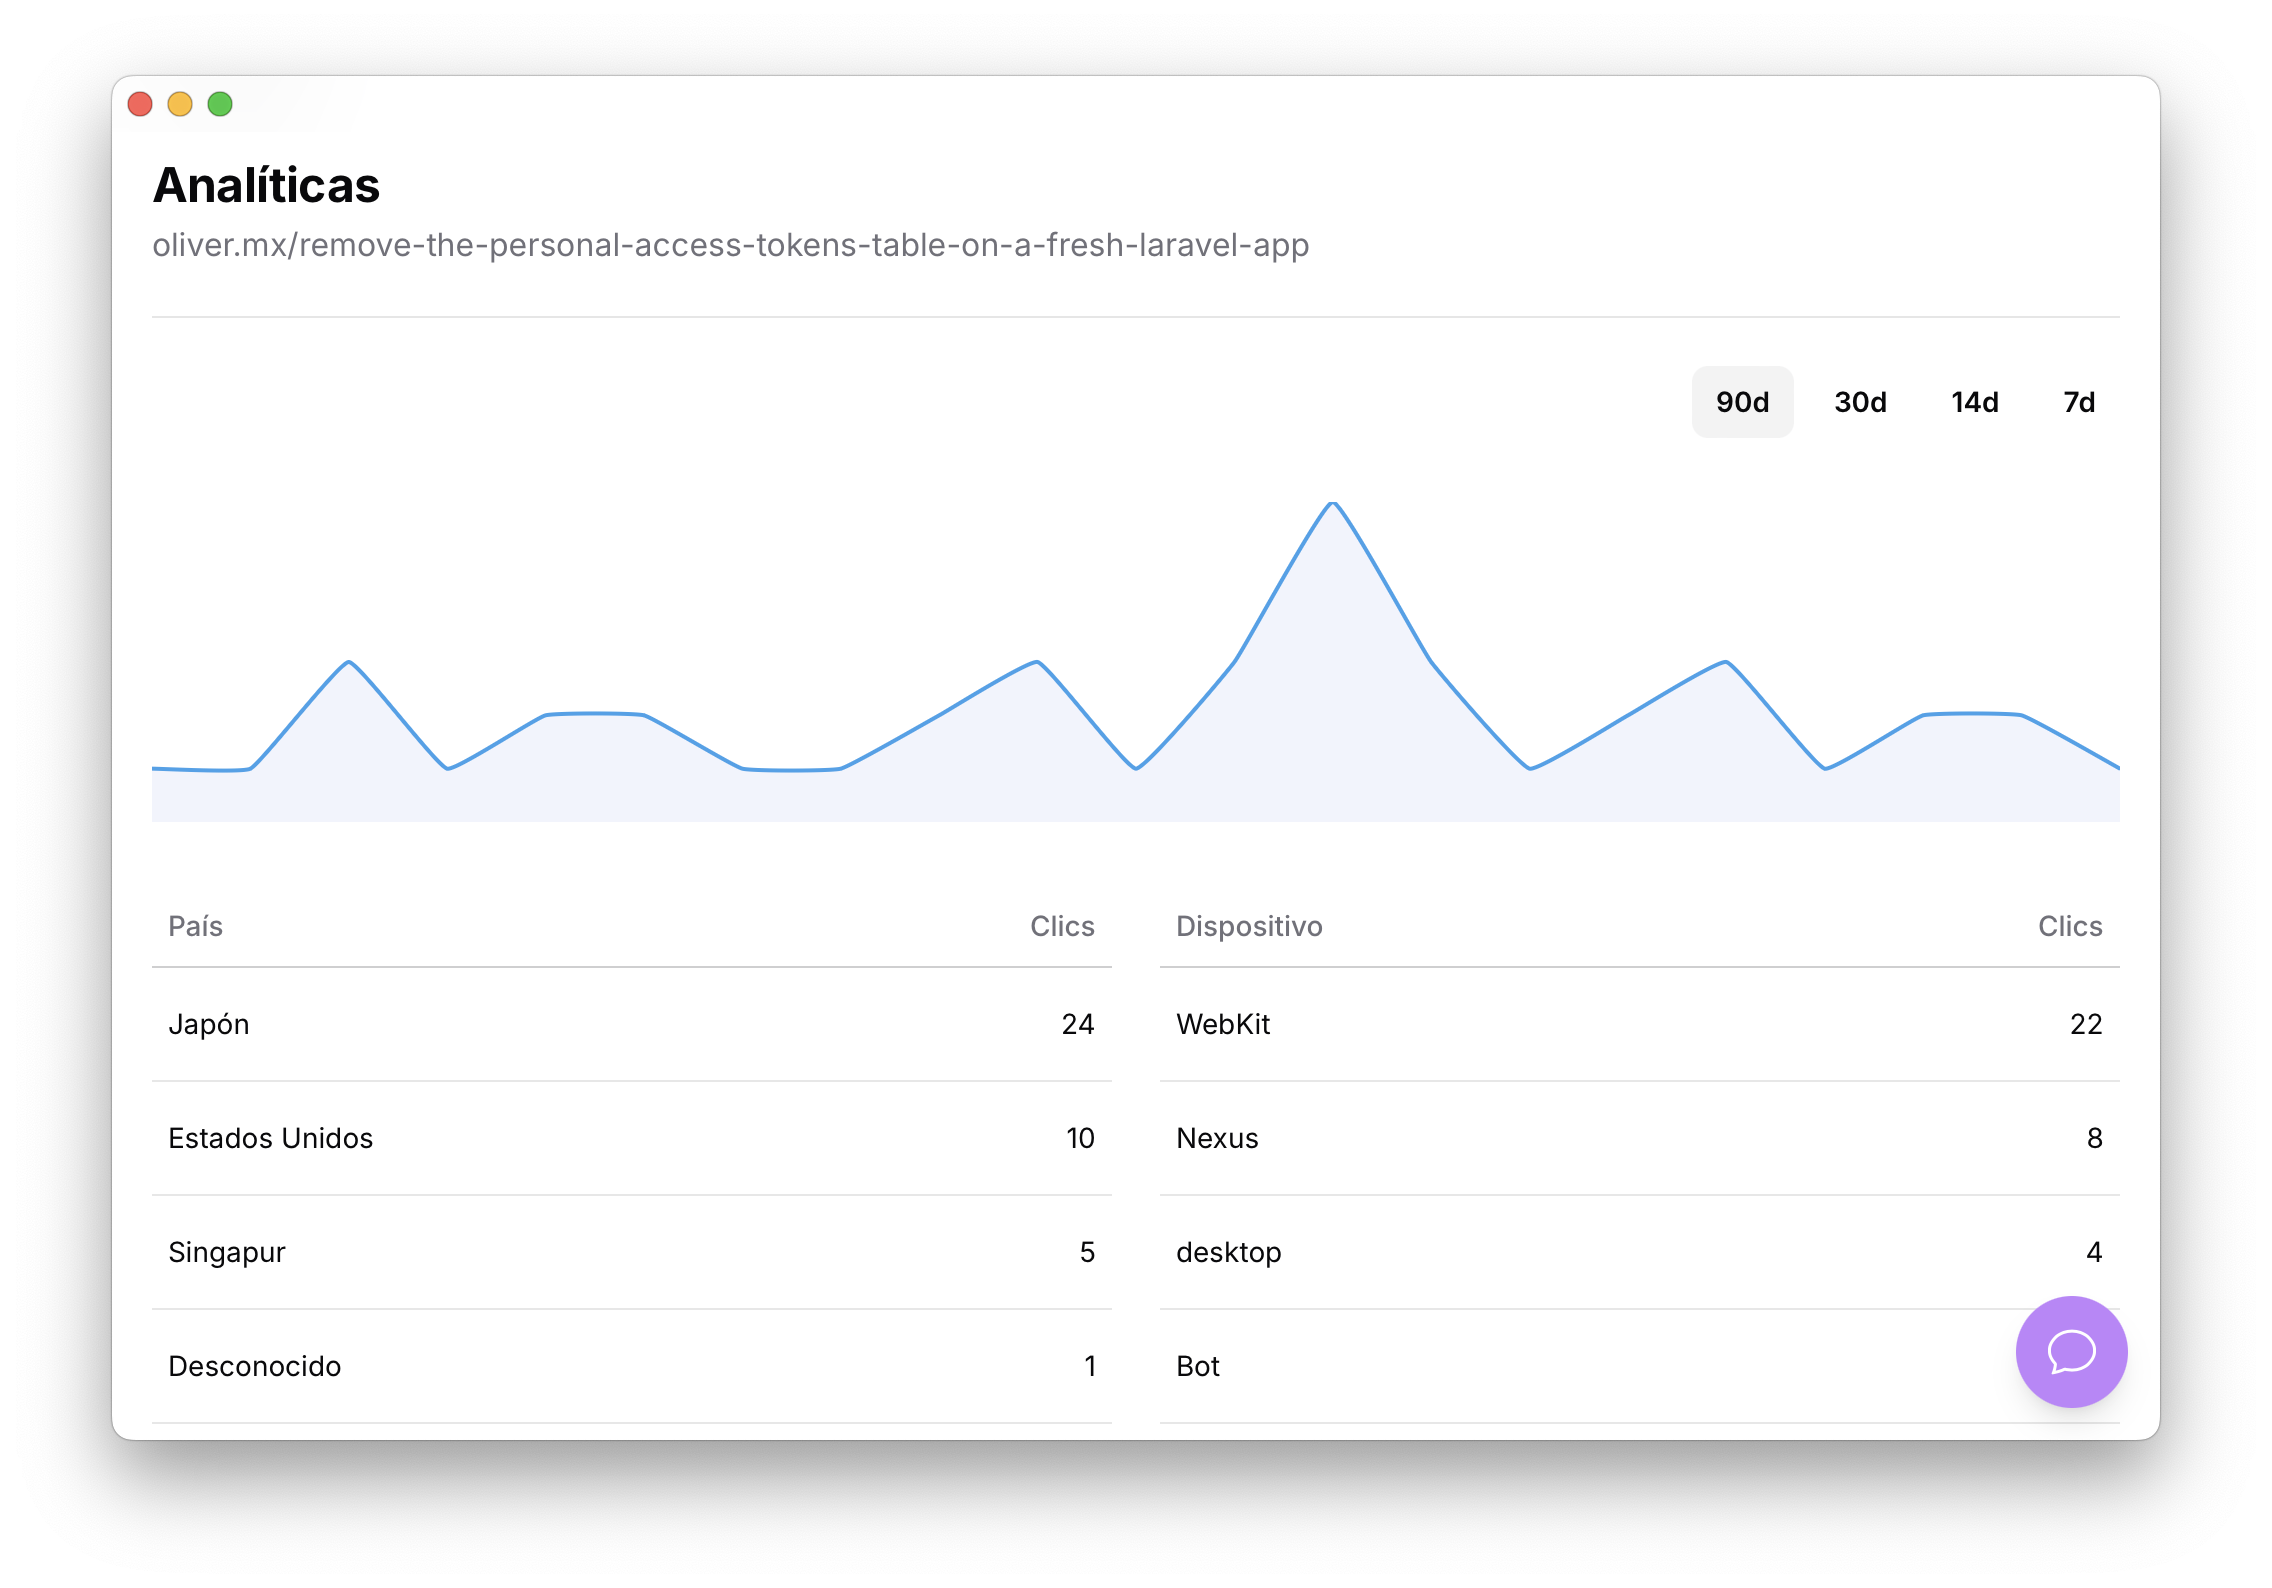 Analíticas
oliver.mx/remove-the-personal-access-tokens-table-on-a-fresh-laravel-app
90d 30d 14d 7d
País Clics
Japón 24
Estados Unidos 10
Singapur 5
Desconocido 1
Dispositivo Clics
WebKit 22
Nexus 8
desktop 4
Bot